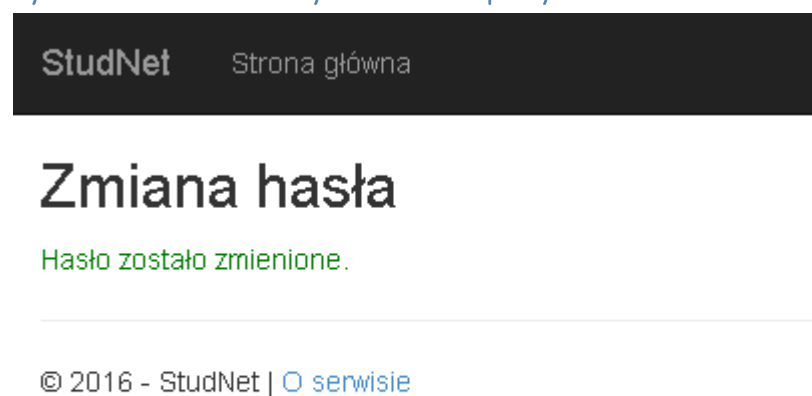 StudNet Strona główna
Zmiana hasła
Hasło zostało zmienione.
© 2016 - StudNet | O serwisie